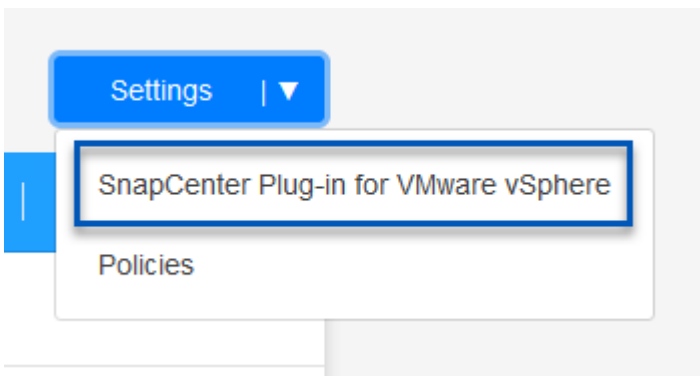 Settings | ▼
SnapCenter Plug-in for VMware vSphere
Policies